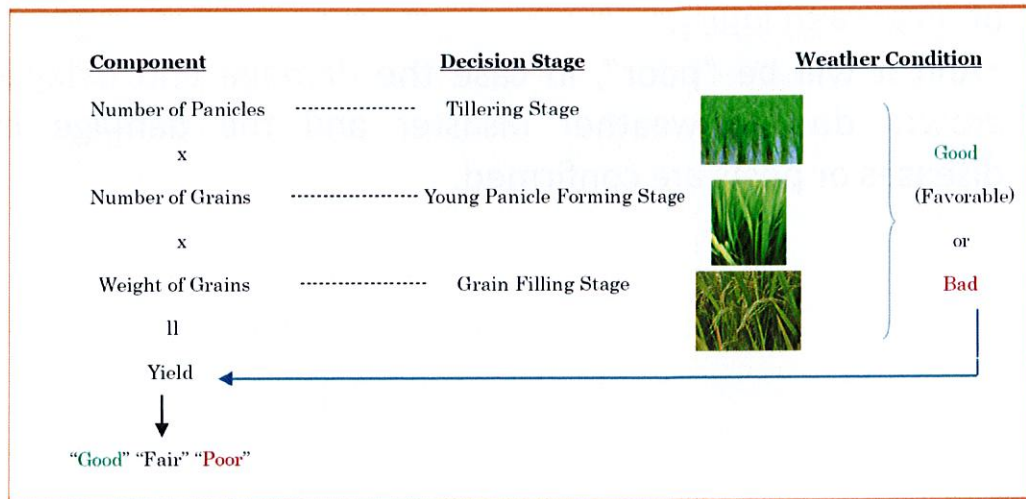 Component Decision Stage Weather Condition
Number of Panicles Tillering Stage
x
Good
Number of Grains Young Panicle Forming Stage (Favorable)
x or
Weight of Grains Grain Filling Stage Bad
ll
Yield
“Good” “Fair” “Poor”